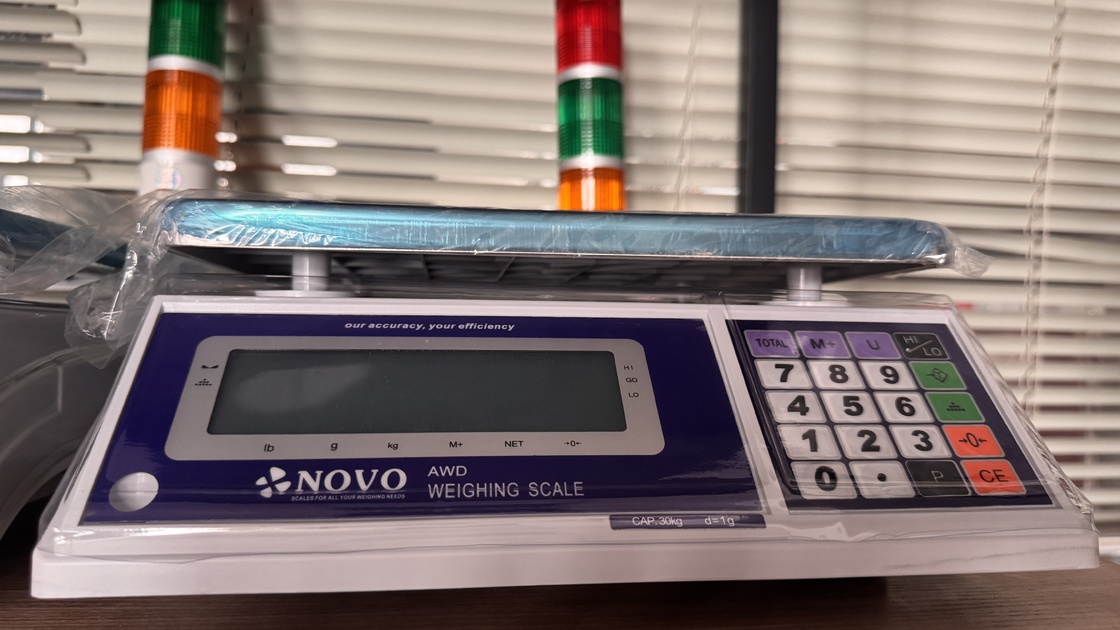 our accuracy, your efficiency
HI
GO
LO
lb g kg M+ NET →0←
NOVO
SCALES FOR ALL YOUR WEIGHING NEEDS
AWD
WEIGHING SCALE
CAP.30kg d=1g
TOTAL M+ U HI/LO
7 8 9
4 5 6
1 2 3 →0←
0 . P CE